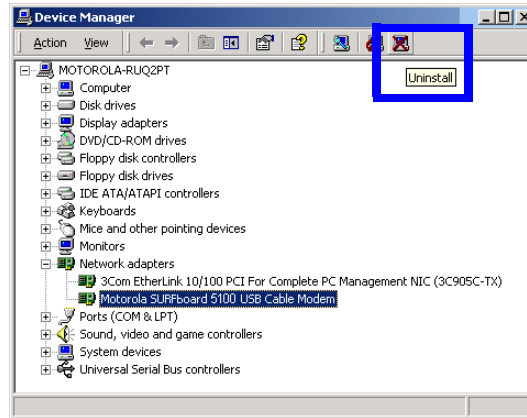 Device Manager
Action View
Uninstall
MOTOROLA-RUQ2PT
Computer
Disk drives
Display adapters
DVD/CD-ROM drives
Floppy disk controllers
Floppy disk drives
IDE ATA/ATAPI controllers
Keyboards
Mice and other pointing devices
Monitors
Network adapters
3Com EtherLink 10/100 PCI For Complete PC Management NIC (3C905C-TX)
Motorola SURFboard 5100 USB Cable Modem
Ports (COM & LPT)
Sound, video and game controllers
System devices
Universal Serial Bus controllers